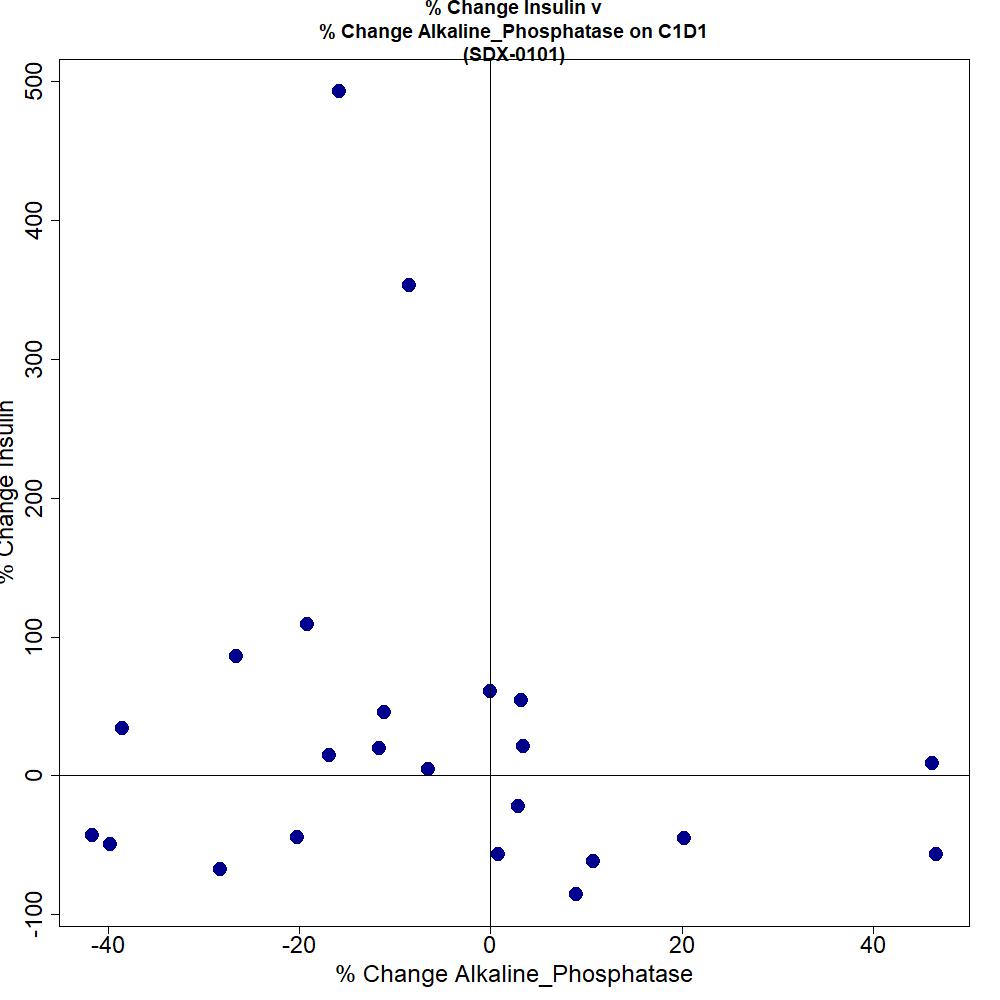 % Change Insulin v
% Change Alkaline_Phosphatase on C1D1
(SDX-0101)
500
400
300
200
100
0
-100
% Change Insulin
-40
-20
0
20
40
% Change Alkaline_Phosphatase